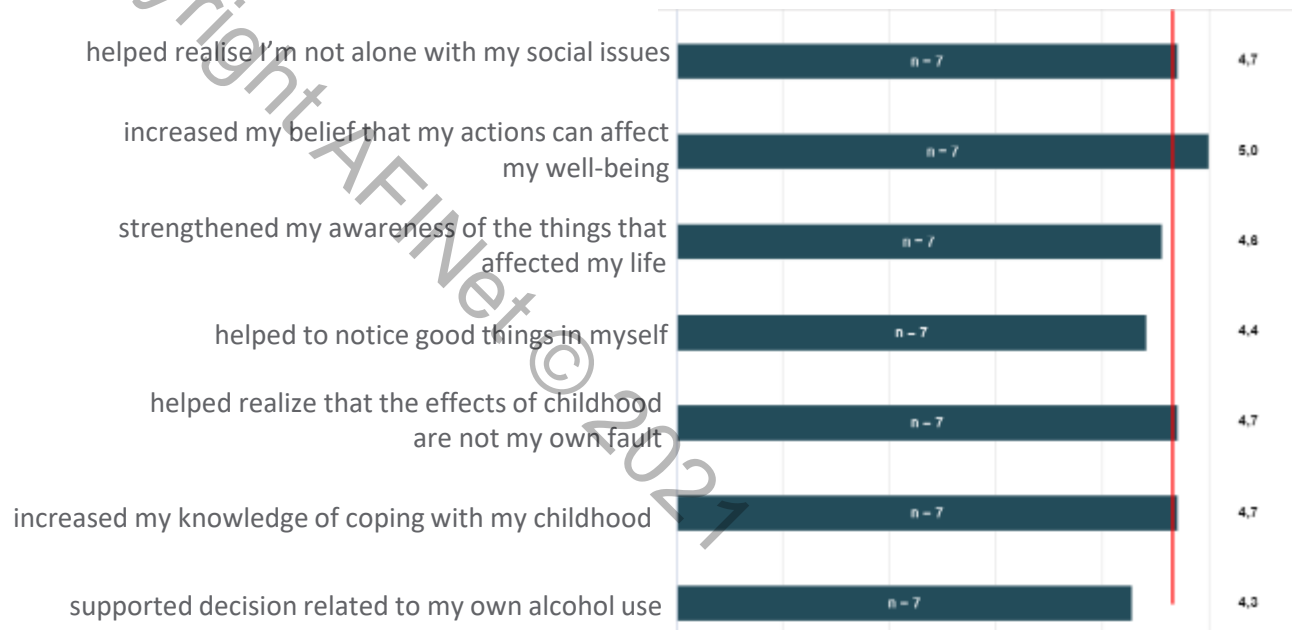 helped realise I'm not alone with my social issues
n = 7
4,7
increased my belief that my actions can affect
my well-being
n = 7
5,0
strengthened my awareness of the things that
affected my life
n = 7
4,6
helped to notice good things in myself
n = 7
4,4
helped realize that the effects of childhood
are not my own fault
n = 7
4,7
increased my knowledge of coping with my childhood
n = 7
4,7
supported decision related to my own alcohol use
n = 7
4,3
yright AFINet © 2021